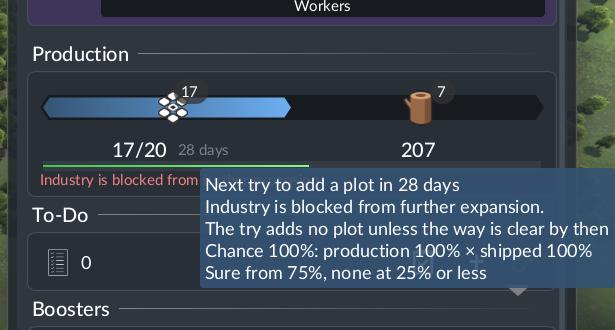 Workers
Production
17
7
17/20 28 days
207
Industry is blocked from
Next try to add a plot in 28 days
Industry is blocked from further expansion.
The try adds no plot unless the way is clear by then
Chance 100%: production 100% × shipped 100%
Sure from 75%, none at 25% or less
To-Do
0
Boosters